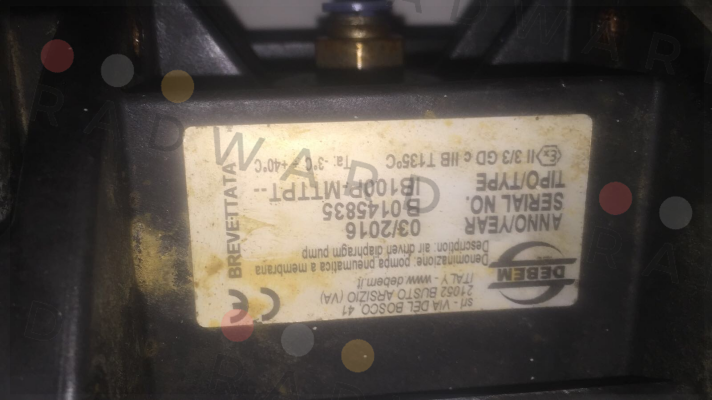 DEBEM
srl - VIA DEL BOSCO, 41
21052 BUSTO ARSIZIO (VA)
ITALY - www.debem.it
Denominazione: pompa pneumatica a membrana
Description: air driven diaphragm pump
ANNO/YEAR 03/2016
SERIAL NO. B0145835
TIPO/TYPE IB100P-MTTPT--
Ex II 3/3 GD c IIB T135°C Ta: -3°C ÷ +40°C
CE
BREVETTATA
RADWARD